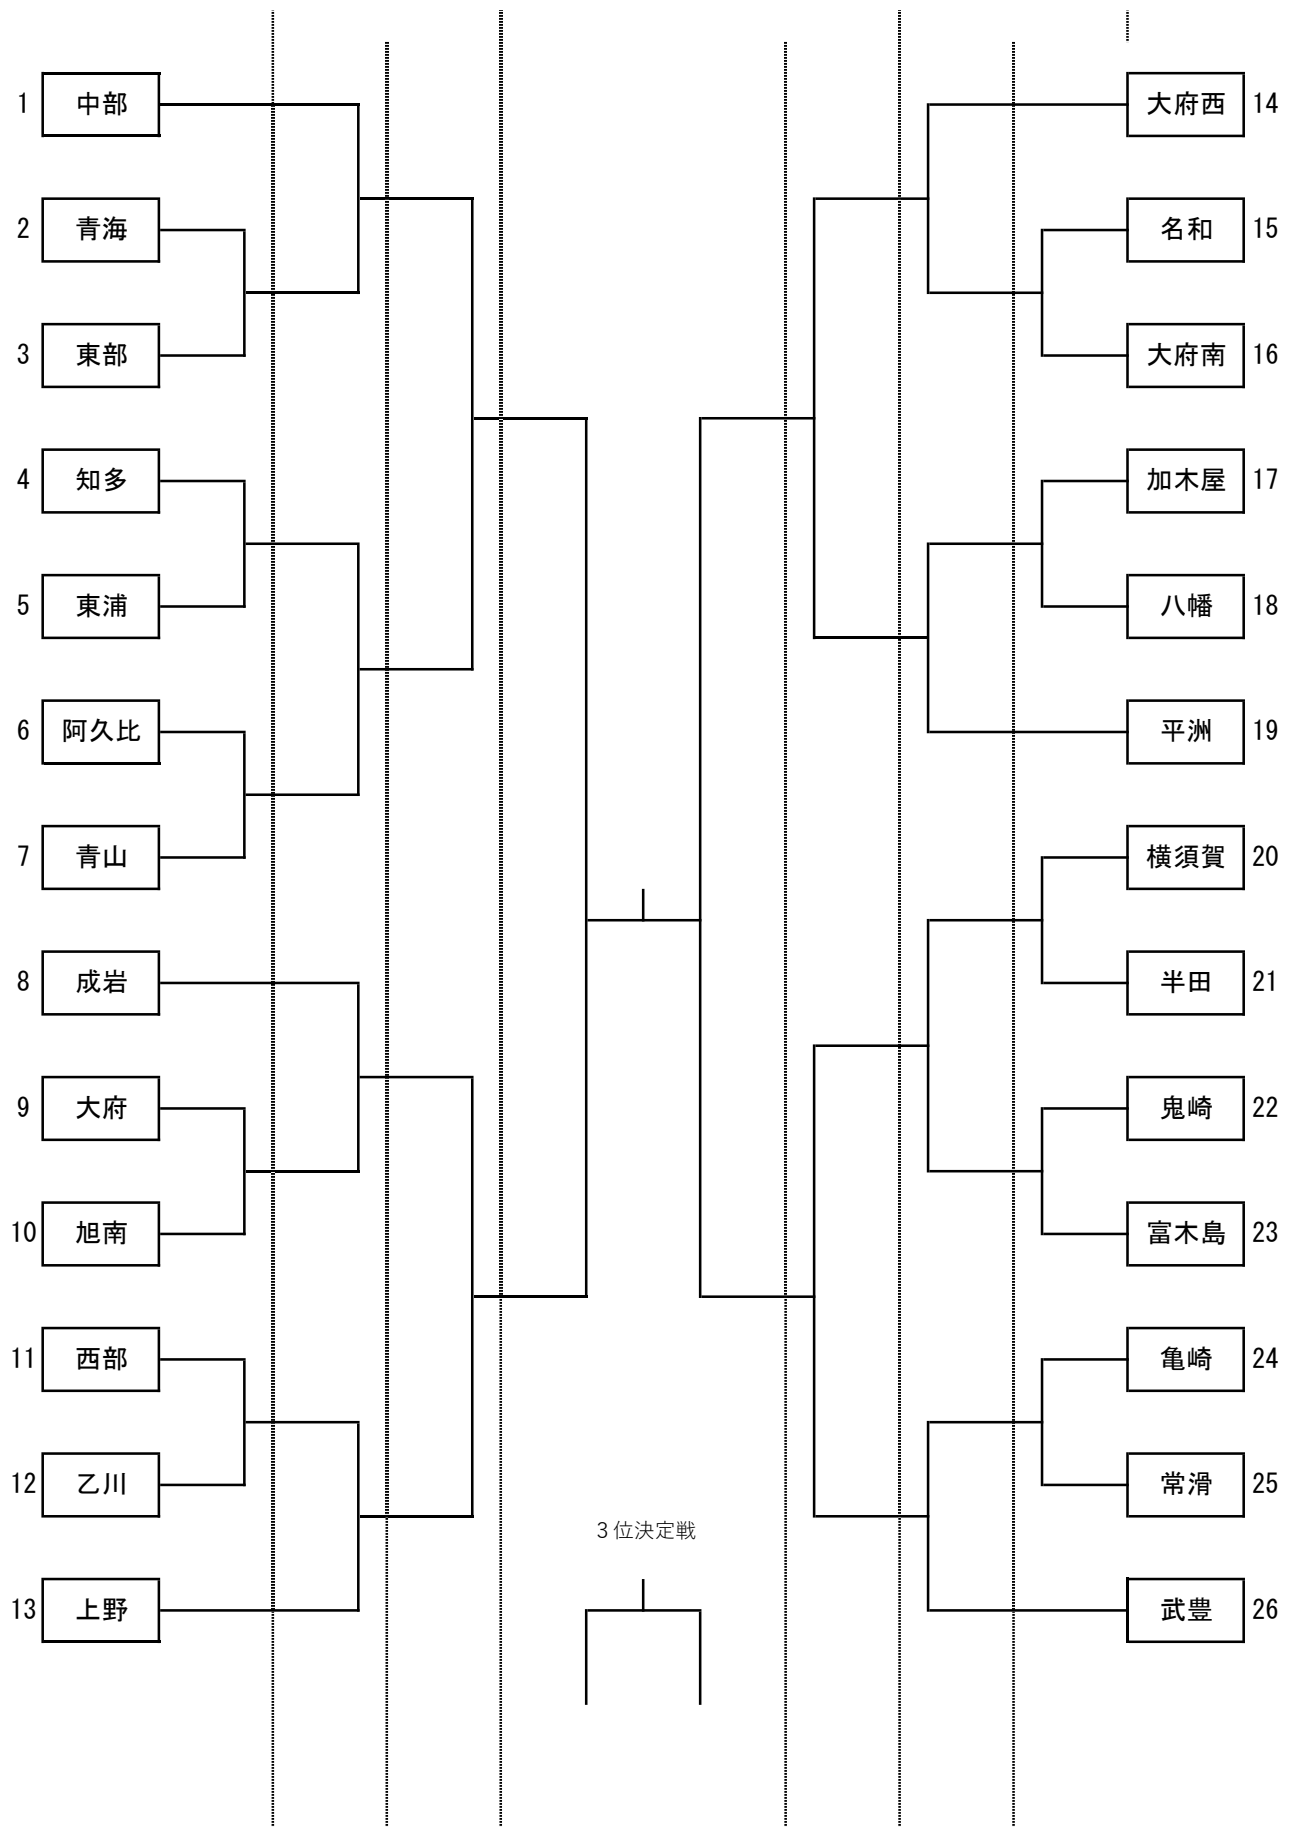 1 中部
2 青海
3 東部
4 知多
5 東浦
6 阿久比
7 青山
8 成岩
9 大府
10 旭南
11 西部
12 乙川
13 上野
大府西 14
名和 15
大府南 16
加木屋 17
八幡 18
平洲 19
横須賀 20
半田 21
鬼崎 22
富木島 23
亀崎 24
常滑 25
武豊 26
３位決定戦